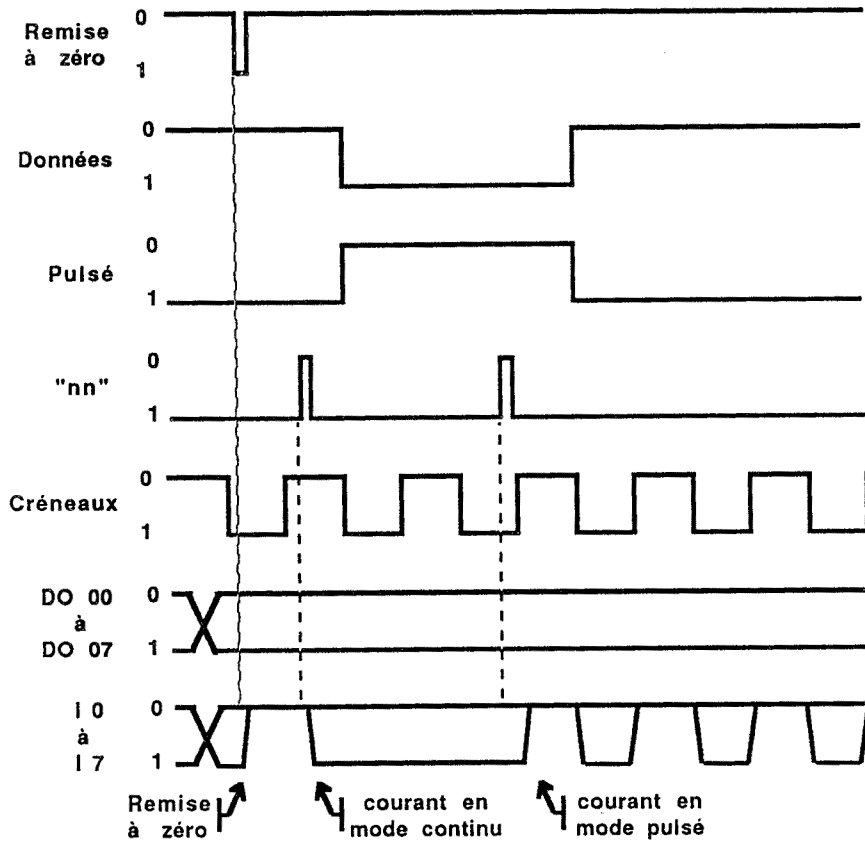 Remise
à zéro
0
1
Données
0
1
Pulsé
0
1
"nn"
0
1
Créneaux
0
1
DO 00
à
DO 07
0
1
I 0
à
I 7
0
1
Remise
à zéro
courant en
mode continu
courant en
mode pulsé